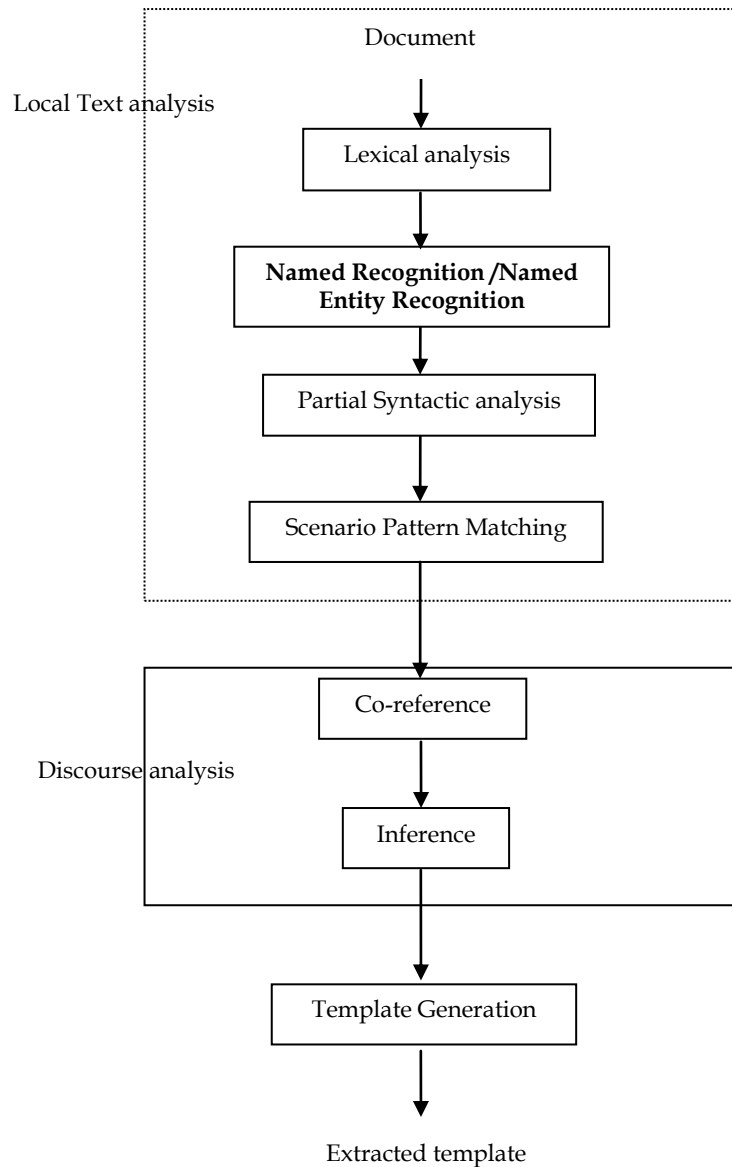 Document
Local Text analysis
Lexical analysis
Named Recognition /Named
Entity Recognition
Partial Syntactic analysis
Scenario Pattern Matching
Co-reference
Discourse analysis
Inference
Template Generation
Extracted template